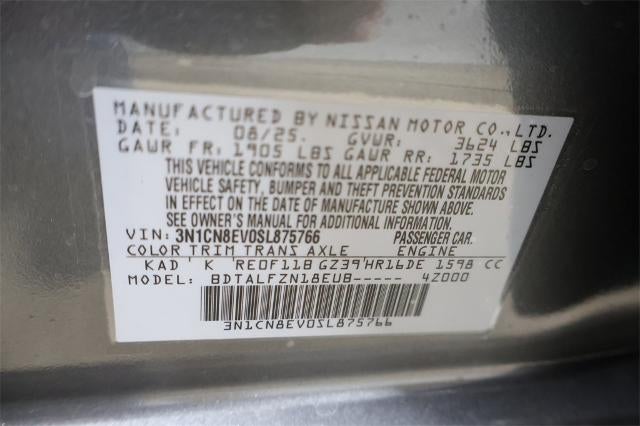 MANUFACTURED BY NISSAN MOTOR CO., LTD.
DATE: 08/25. GVWR: 3624 LBS
GAWR FR: 1905 LBS GAWR RR: 1735 LBS
THIS VEHICLE CONFORMS TO ALL APPLICABLE FEDERAL MOTOR
VEHICLE SAFETY, BUMPER AND THEFT PREVENTION STANDARDS
IN EFFECT ON THE DATE OF MANUFACTURE SHOWN ABOVE.
SEE OWNER'S MANUAL FOR ADDITIONAL INFORMATION.
VIN: 3N1CN8EV0SL875766 PASSENGER CAR.
COLOR TRIM TRANS AXLE ENGINE
KAD K RE0F11B GZ39 HR16DE 1598 CC
MODEL: BDTALFZN18EUB----- 4Z000
3N1CN8EV0SL875766